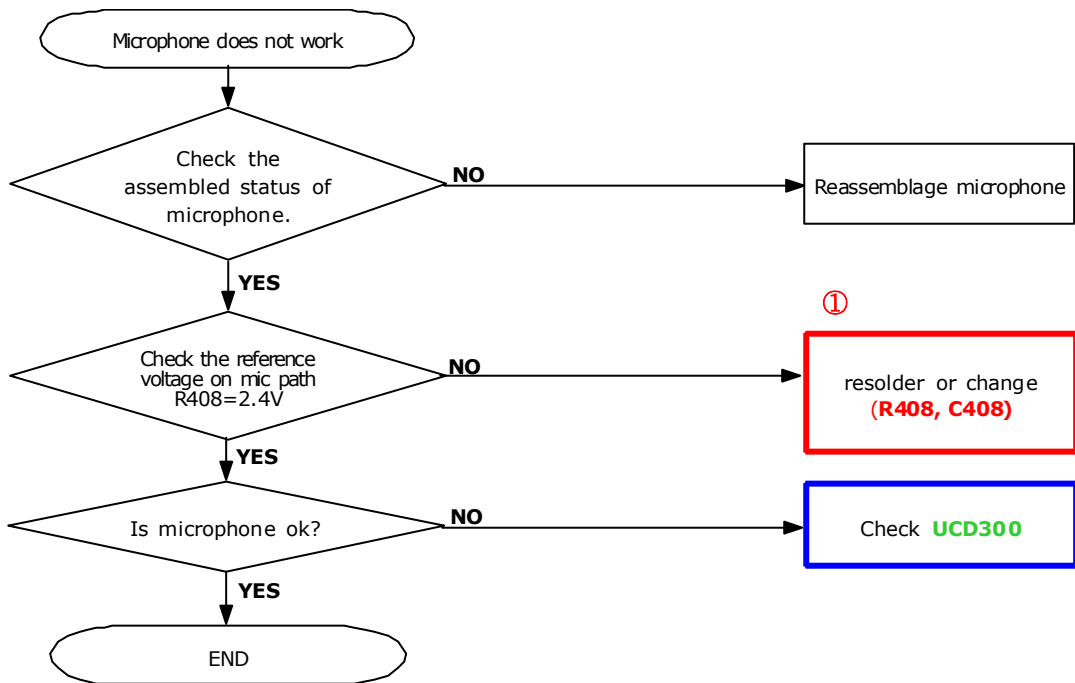 Microphone does not work
Check the
assembled status of
microphone.
NO
Reassemblage microphone
YES
①
Check the reference
voltage on mic path
R408=2.4V
NO
resolder or change
(R408, C408)
YES
Is microphone ok?
NO
Check UCD300
YES
END